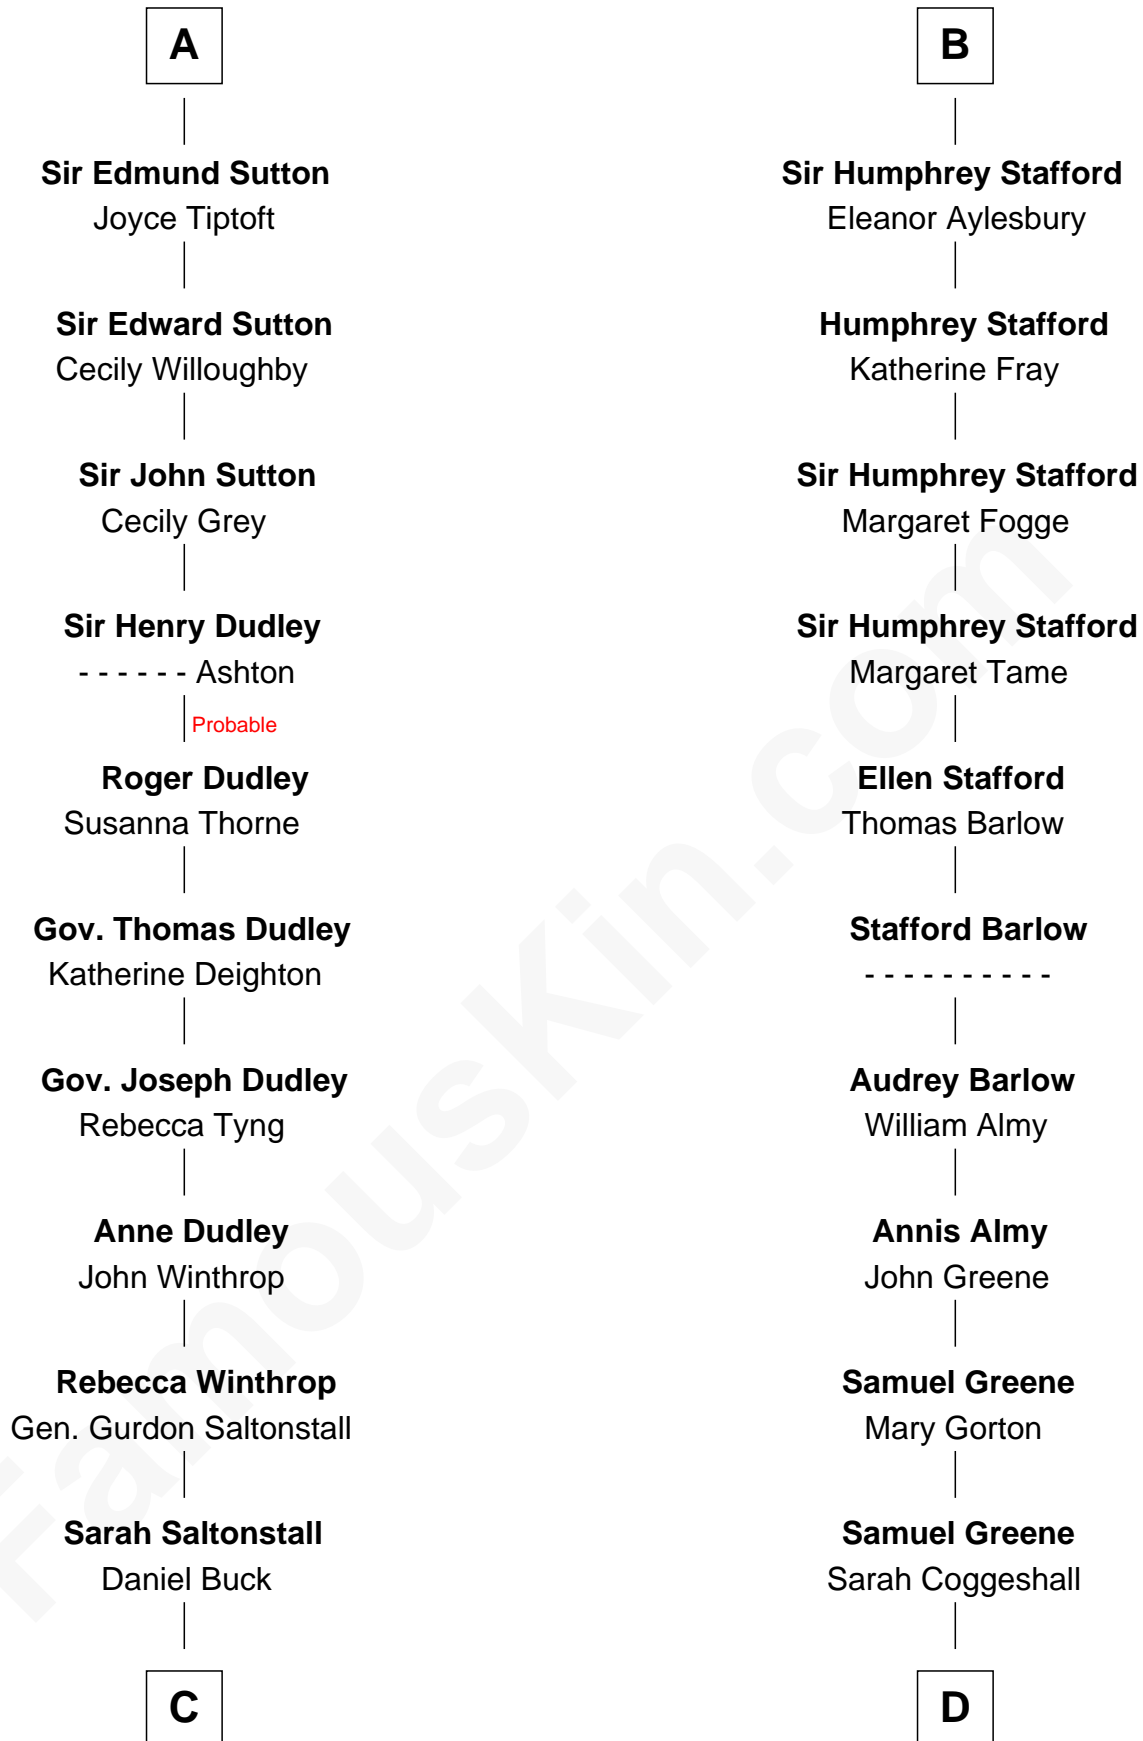 A
Sir Edmund Sutton
Joyce Tiptoft
Sir Edward Sutton
Cecily Willoughby
Sir John Sutton
Cecily Grey
Sir Henry Dudley
- - - - - - Ashton
Probable
Roger Dudley
Susanna Thorne
Gov. Thomas Dudley
Katherine Deighton
Gov. Joseph Dudley
Rebecca Tyng
Anne Dudley
John Winthrop
Rebecca Winthrop
Gen. Gurdon Saltonstall
Sarah Saltonstall
Daniel Buck
C
B
Sir Humphrey Stafford
Eleanor Aylesbury
Humphrey Stafford
Katherine Fray
Sir Humphrey Stafford
Margaret Fogge
Sir Humphrey Stafford
Margaret Tame
Ellen Stafford
Thomas Barlow
Stafford Barlow
- - - - - - - - - -
Audrey Barlow
William Almy
Annis Almy
John Greene
Samuel Greene
Mary Gorton
Samuel Greene
Sarah Coggeshall
D
FamousKin.com